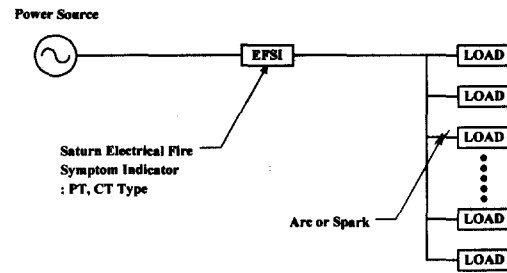 Power Source
EFSI
LOAD
LOAD
LOAD
LOAD
LOAD
Saturn Electrical Fire
Symptom Indicator
: PT, CT Type
Arc or Spark